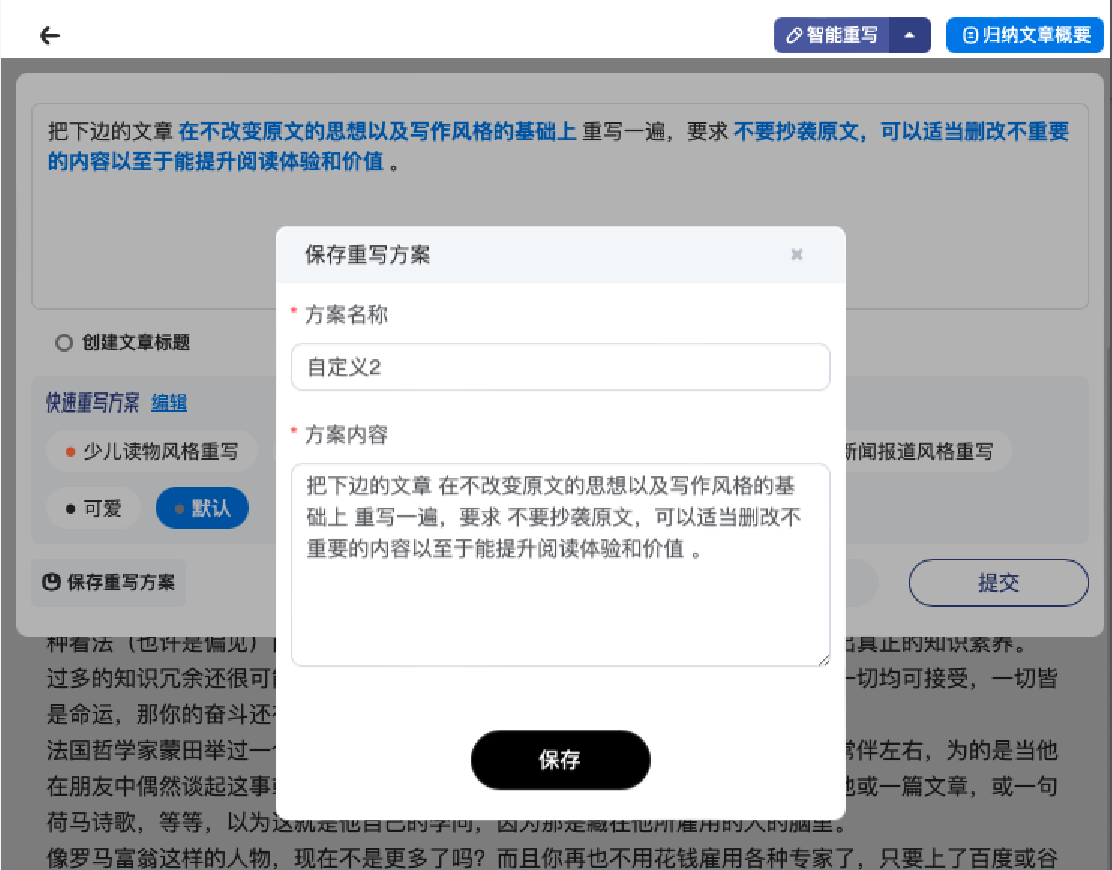 智能重写
归纳文章概要
把下边的文章 在不改变原文的思想以及写作风格的基础上 重写一遍，要求 不要抄袭原文，可以适当删改不重要
的内容以至于能提升阅读体验和价值 。
创建文章标题
快速重写方案 编辑
少儿读物风格重写
新闻报道风格重写
可爱
默认
保存重写方案
提交
保存重写方案
* 方案名称
自定义2
* 方案内容
把下边的文章 在不改变原文的思想以及写作风格的基
础上 重写一遍，要求 不要抄袭原文，可以适当删改不
重要的内容以至于能提升阅读体验和价值 。
保存
种看法（也许是偏见）
出真正的知识素养。
过多的知识冗余还很可能
一切均可接受，一切皆
是命运，那你的奋斗还
法国哲学家蒙田举过一个
常伴左右，为的是当他
在朋友中偶然谈起这事
他或一篇文章，或一句
荷马诗歌，等等，以为这就是他自己的学问，因为那是藏在他所雇用的人的脑里。
像罗马富翁这样的人物，现在不是更多了吗？而且你再也不用花钱雇用各种专家了，只要上了百度或谷